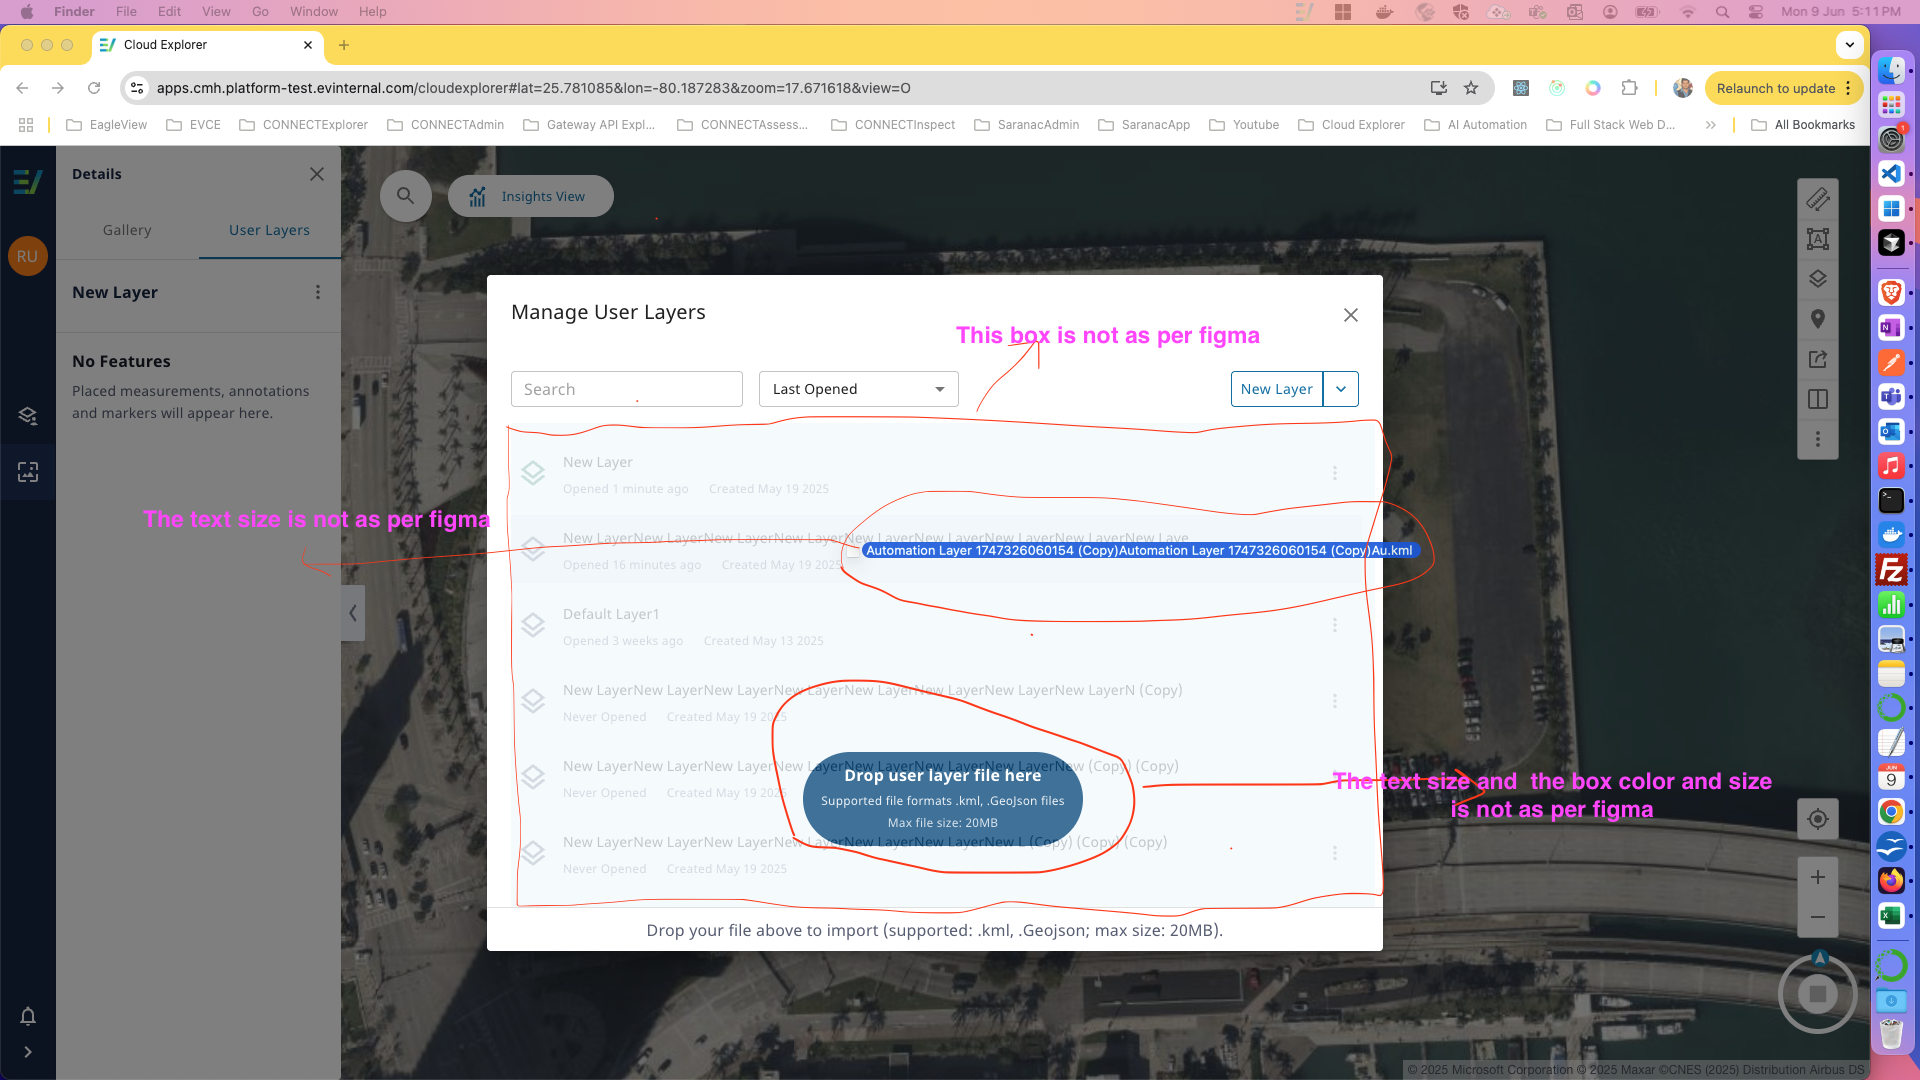 Finder File Edit View Go Window Help
Mon 9 Jun 5:11 PM
Cloud Explorer
apps.cmh.platform-test.evinternal.com/cloudexplorer#lat=25.781085&lon=-80.187283&zoom=17.671618&view=O
Relaunch to update
EagleView EVCE CONNECTExplorer CONNECTAdmin Gateway API Expl... CONNECTAssess... CONNECTInspect SaranacAdmin SaranacApp Youtube Cloud Explorer AI Automation Full Stack Web D... All Bookmarks
Details
Gallery User Layers
RU
New Layer
No Features
Placed measurements, annotations
and markers will appear here.
Insights View
Manage User Layers
This box is not as per figma
Search
Last Opened
New Layer
New Layer
Opened 1 minute ago Created May 19 2025
The text size is not as per figma
New LayerNew LayerNew LayerNew LayerNew LayerNew LayerNew LayerNew LayerNew Laye
Automation Layer 1747326060154 (Copy)Automation Layer 1747326060154 (Copy)Au.kml
Opened 16 minutes ago Created May 19 2025
Default Layer1
Opened 3 weeks ago Created May 13 2025
New LayerNew LayerNew LayerNew LayerNew LayerNew LayerNew LayerNew LayerN (Copy)
Never Opened Created May 19 2025
New LayerNew LayerNew LayerNew LayerNew LayerNew LayerNew LayerNew (Copy) (Copy)
Never Opened Created May 19 2025
Drop user layer file here
Supported file formats .kml, .GeoJson files
Max file size: 20MB
The text size and the box color and size
is not as per figma
New LayerNew LayerNew LayerNew LayerNew LayerNew LayerNew L (Copy) (Copy) (Copy)
Never Opened Created May 19 2025
Drop your file above to import (supported: .kml, .Geojson; max size: 20MB).
© 2025 Microsoft Corporation © 2025 Maxar ©CNES (2025) Distribution Airbus DS